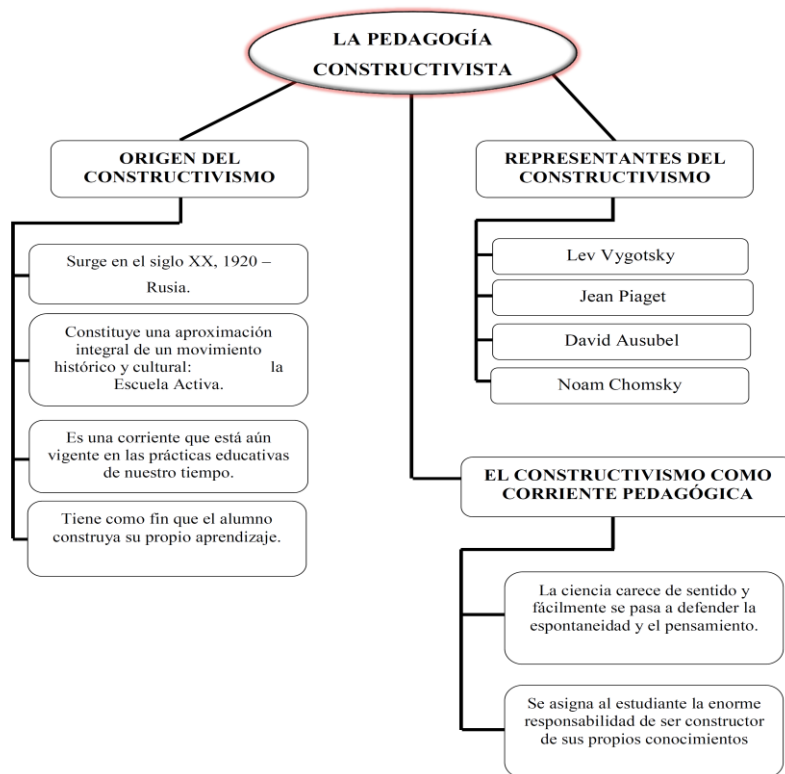 LA PEDAGOGÍA
CONSTRUCTIVISTA
ORIGEN DEL
CONSTRUCTIVISMO
Surge en el siglo XX, 1920 –
Rusia.
Constituye una aproximación
integral de un movimiento
histórico y cultural: la
Escuela Activa.
Es una corriente que está aún
vigente en las prácticas educativas
de nuestro tiempo.
Tiene como fin que el alumno
construya su propio aprendizaje.
REPRESENTANTES DEL
CONSTRUCTIVISMO
Lev Vygotsky
Jean Piaget
David Ausubel
Noam Chomsky
EL CONSTRUCTIVISMO COMO
CORRIENTE PEDAGÓGICA
La ciencia carece de sentido y
fácilmente se pasa a defender la
espontaneidad y el pensamiento.
Se asigna al estudiante la enorme
responsabilidad de ser constructor
de sus propios conocimientos